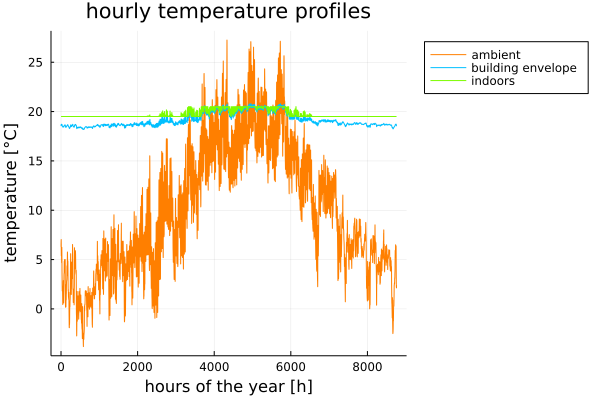 hourly temperature profiles
ambient
building envelope
indoors
temperature [°C]
25
20
15
10
5
0
0 2000 4000 6000 8000
hours of the year [h]